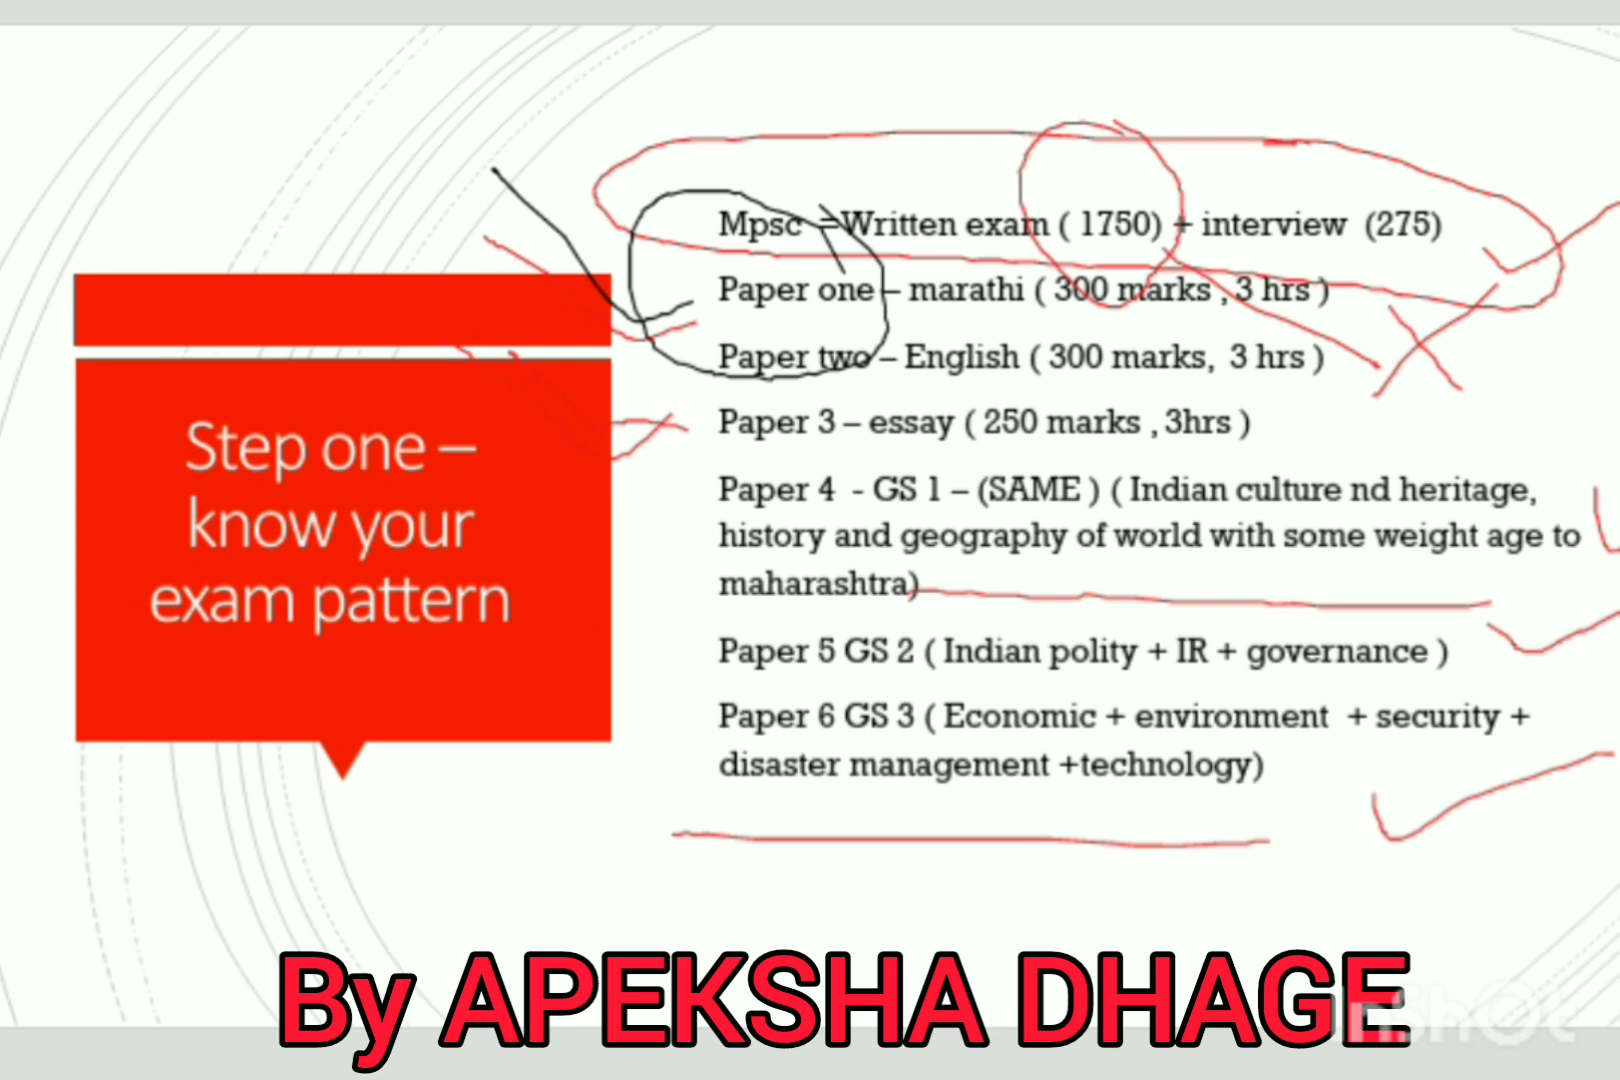 Step one –
know your
exam pattern
Mpsc =Written exam ( 1750) + interview (275)
Paper one – marathi ( 300 marks , 3 hrs )
Paper two – English ( 300 marks, 3 hrs )
Paper 3 – essay ( 250 marks , 3hrs )
Paper 4 - GS 1 – (SAME ) ( Indian culture nd heritage,
history and geography of world with some weight age to
maharashtra)
Paper 5 GS 2 ( Indian polity + IR + governance )
Paper 6 GS 3 ( Economic + environment + security +
disaster management +technology)
By APEKSHA DHAGE
InShOt